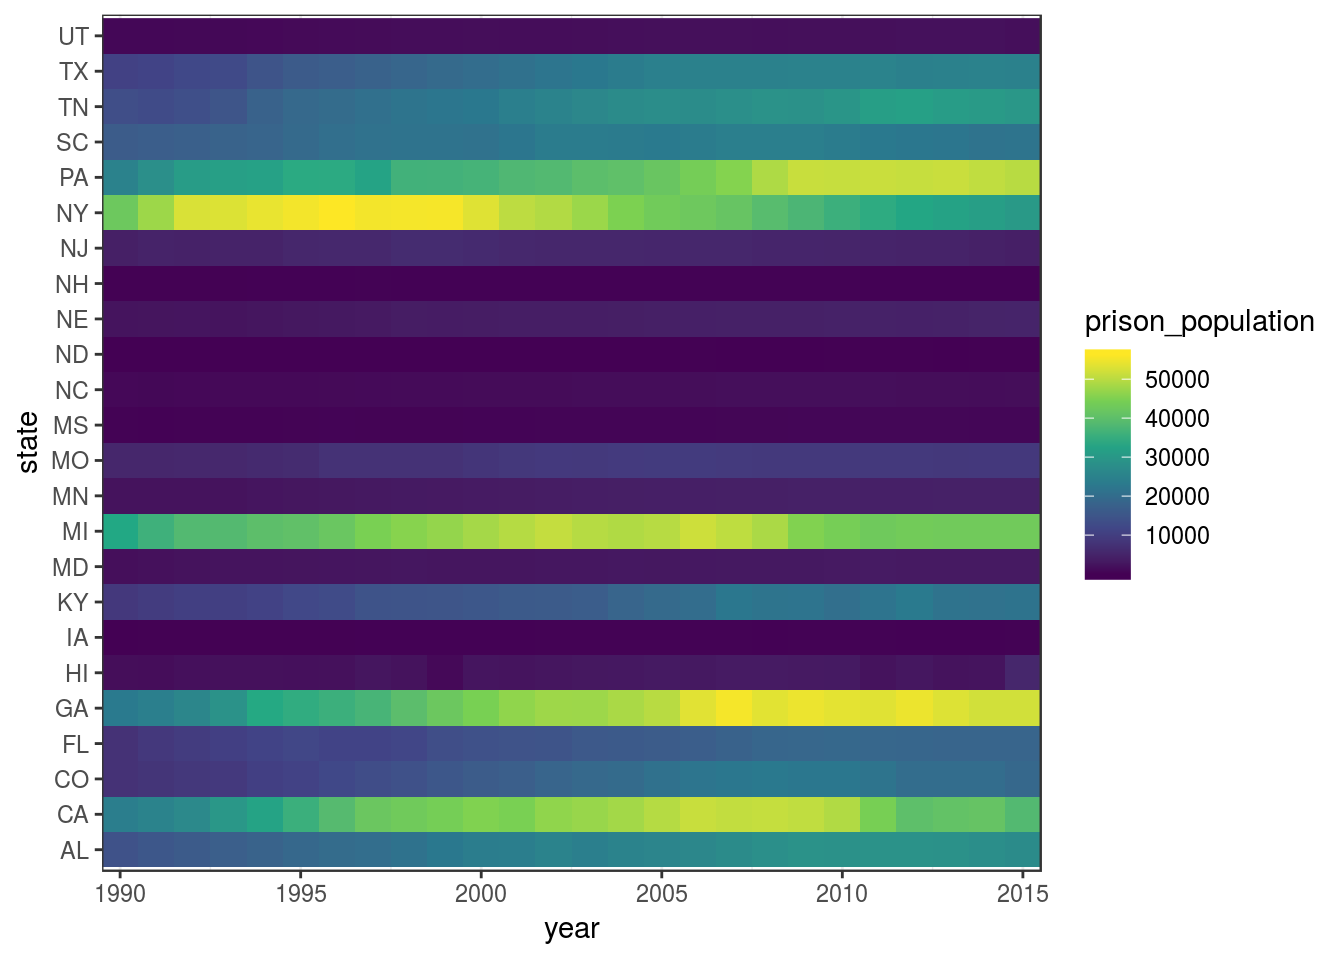 UT
TX
TN
SC
PA
NY
NJ
NH
NE
ND
NC
MS
MO
MN
MI
MD
KY
IA
HI
GA
FL
CO
CA
AL
state
1990 1995 2000 2005 2010 2015
year
prison_population
50000
40000
30000
20000
10000